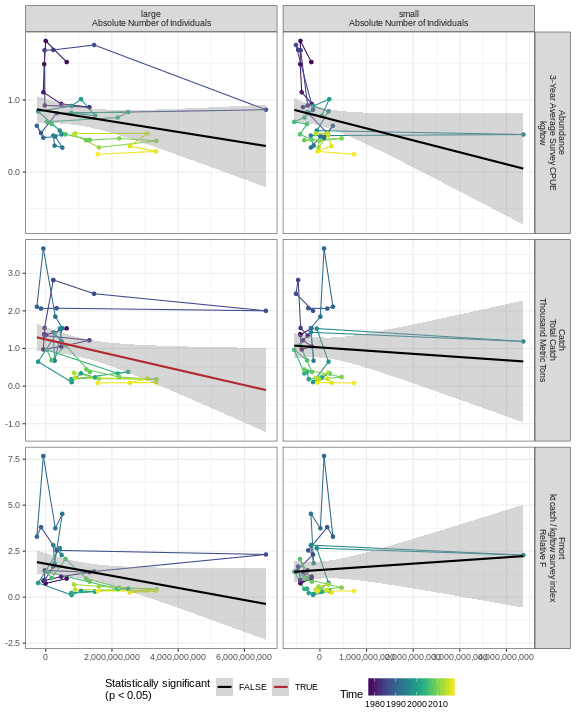 large
Absolute Number of Individuals
small
Absolute Number of Individuals
1.0
0.0
Abundance
3-Year Average Survey CPUE
kg/tow
3.0
2.0
1.0
0.0
-1.0
Catch
Total Catch
Thousand Metric Tons
7.5
5.0
2.5
0.0
-2.5
Fmort
kt catch / kg/tow survey index
Relative F
0
2,000,000,000
4,000,000,000
6,000,000,000
0
1,000,000,000
2,000,000,000
3,000,000,000
4,000,000,000
Statistically significant
(p < 0.05)
FALSE
TRUE
Time
1980 1990 2000 2010